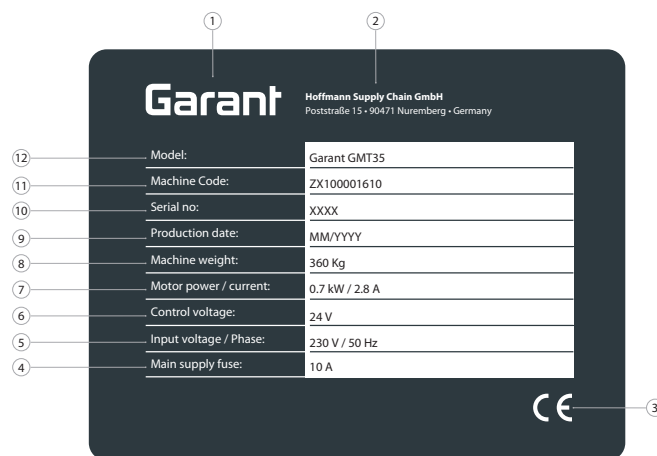 1
2
Garant
Hoffmann Supply Chain GmbH
Poststraße 15 • 90471 Nuremberg • Germany
12 Model: Garant GMT35
11 Machine Code: ZX100001610
10 Serial no: XXXX
9 Production date: MM/YYYY
8 Machine weight: 360 Kg
7 Motor power / current: 0.7 kW / 2.8 A
6 Control voltage: 24 V
5 Input voltage / Phase: 230 V / 50 Hz
4 Main supply fuse: 10 A
CE 3